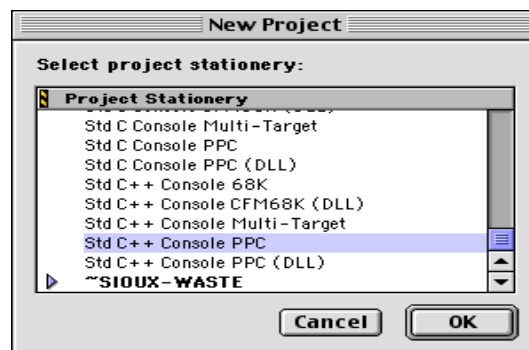 New Project
Select project stationery:
Project Stationery
Std C Console Multi-Target
Std C Console PPC
Std C Console PPC (DLL)
Std C++ Console 68K
Std C++ Console CFM68K (DLL)
Std C++ Console Multi-Target
Std C++ Console PPC
Std C++ Console PPC (DLL)
~SIOUX-WASTE
Cancel OK